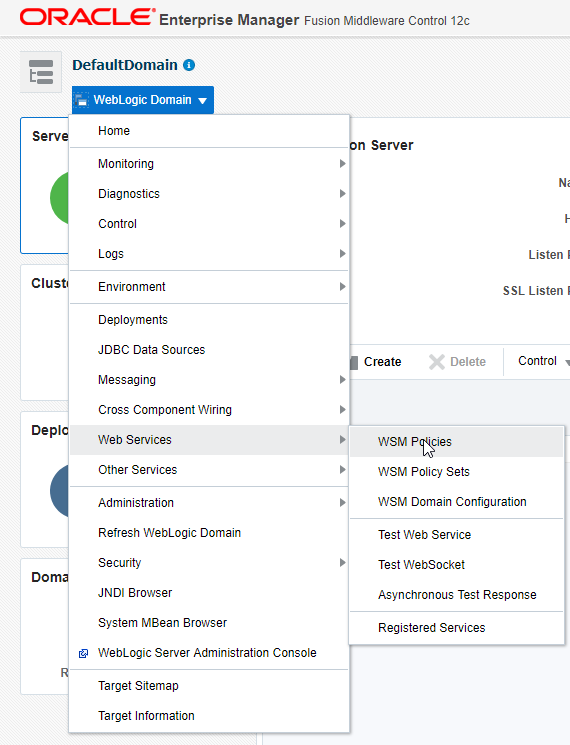 ORACLE Enterprise Manager Fusion Middleware Control 12c
DefaultDomain
WebLogic Domain
Serve
on Server
Home
Monitoring
Na
Diagnostics
H
Control
Logs
Listen P
Cluste
Environment
SSL Listen P
Deployments
JDBC Data Sources
Create Delete Control
Messaging
Cross Component Wiring
Deplo
Web Services
WSM Policies
Other Services
WSM Policy Sets
Administration
WSM Domain Configuration
Refresh WebLogic Domain
Test Web Service
Security
Test WebSocket
Doma
JNDI Browser
Asynchronous Test Response
System MBean Browser
Registered Services
WebLogic Server Administration Console
R
Target Sitemap
Target Information